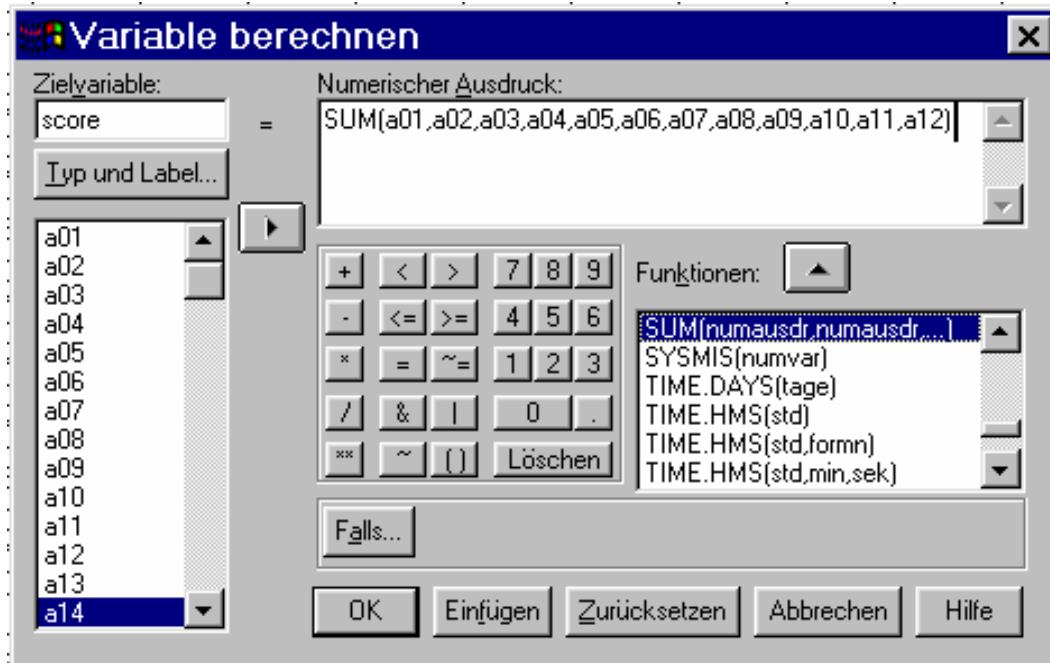 Variable berechnen
Zielvariable:
score
=
Numerischer Ausdruck:
SUM(a01,a02,a03,a04,a05,a06,a07,a08,a09,a10,a11,a12)
Typ und Label...
a01
a02
a03
a04
a05
a06
a07
a08
a09
a10
a11
a12
a13
a14
+ < > 7 8 9
- <= >= 4 5 6
* = ~= 1 2 3
/ & | 0 .
** ~ () Löschen
Funktionen:
SUM(numausdr,numausdr,...)
SYSMIS(numvar)
TIME.DAYS(tage)
TIME.HMS(std)
TIME.HMS(std,formn)
TIME.HMS(std,min,sek)
Falls...
OK Einfügen Zurücksetzen Abbrechen Hilfe